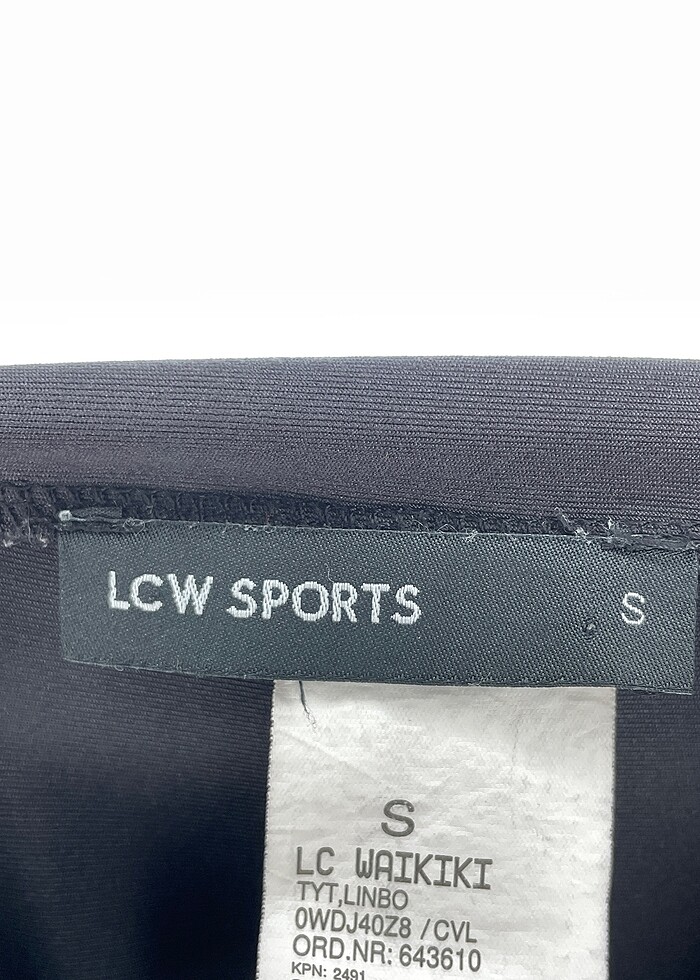 LCW SPORTS S
S
LC WAIKIKI
TYT,LINBO
0WDJ40Z8 / CVL
ORD.NR: 643610
KPN: 2491